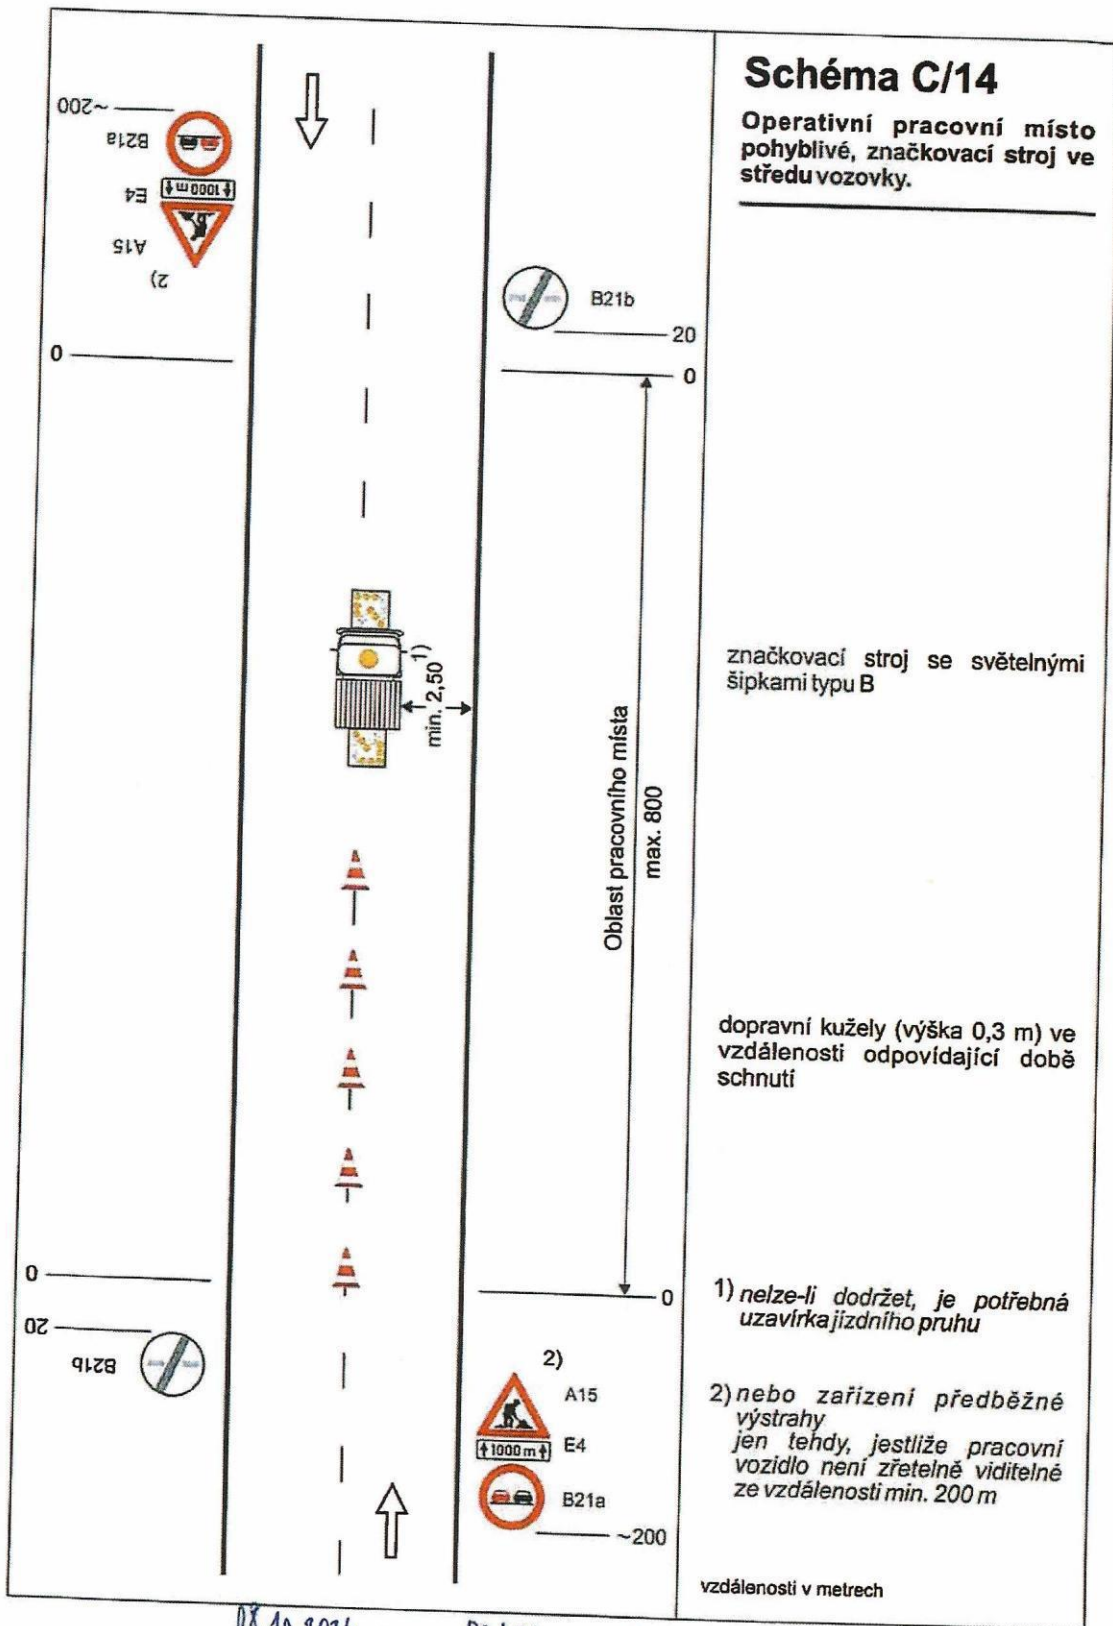 Schéma C/14
Operativní pracovní místo
pohyblivé, značkovací stroj ve
středu vozovky.
~200
B21a
1000 m
E4
A15
2)
0
B21b
20
0
1)
min. 2,50
značkovací stroj se světelnými
šipkami typu B
Oblast pracovního místa
max. 800
dopravní kužely (výška 0,3 m) ve
vzdálenosti odpovídající době
schnutí
0
20
B21b
0
1) nelze-li dodržet, je potřebná
uzavírka jízdního pruhu
2)
A15
1000 m
E4
B21a
~200
2) nebo zařízení předběžné
výstrahy
jen tehdy, jestliže pracovní
vozidlo není zřetelně viditelné
ze vzdálenosti min. 200 m
vzdálenosti v metrech